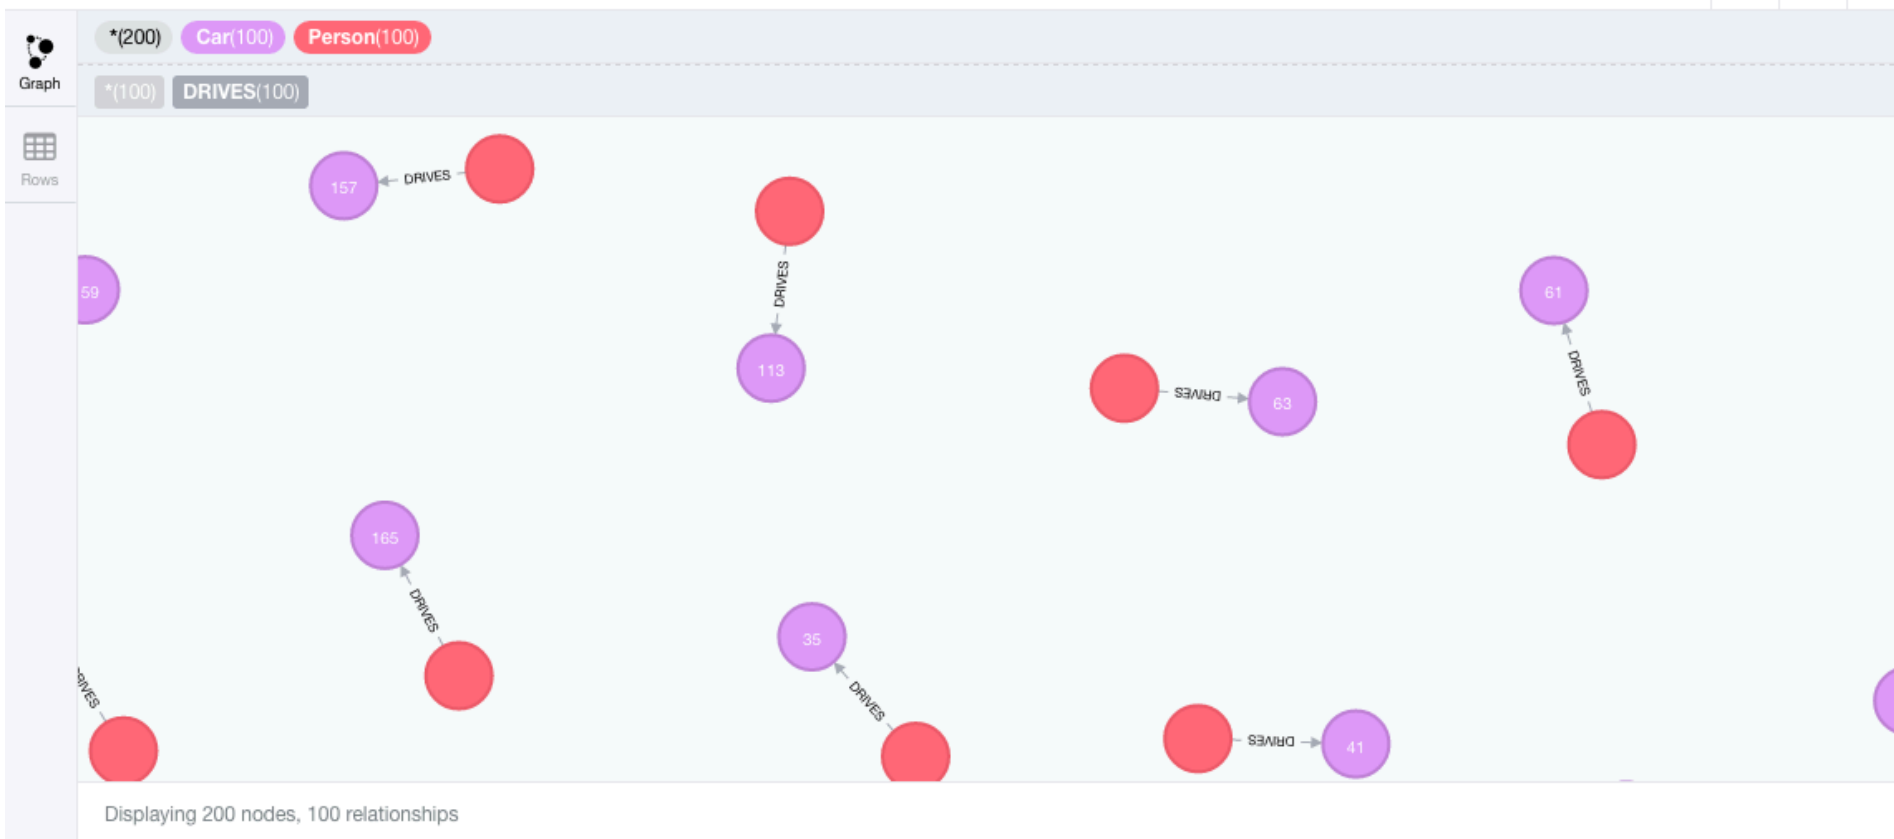 *(200) Car(100) Person(100)
Graph
*(100) DRIVES(100)
Rows
157 DRIVES
DRIVES
59
61
113
DRIVES
DRIVES 63
165
DRIVES
35
DRIVES
DRIVES
DRIVES 41
Displaying 200 nodes, 100 relationships